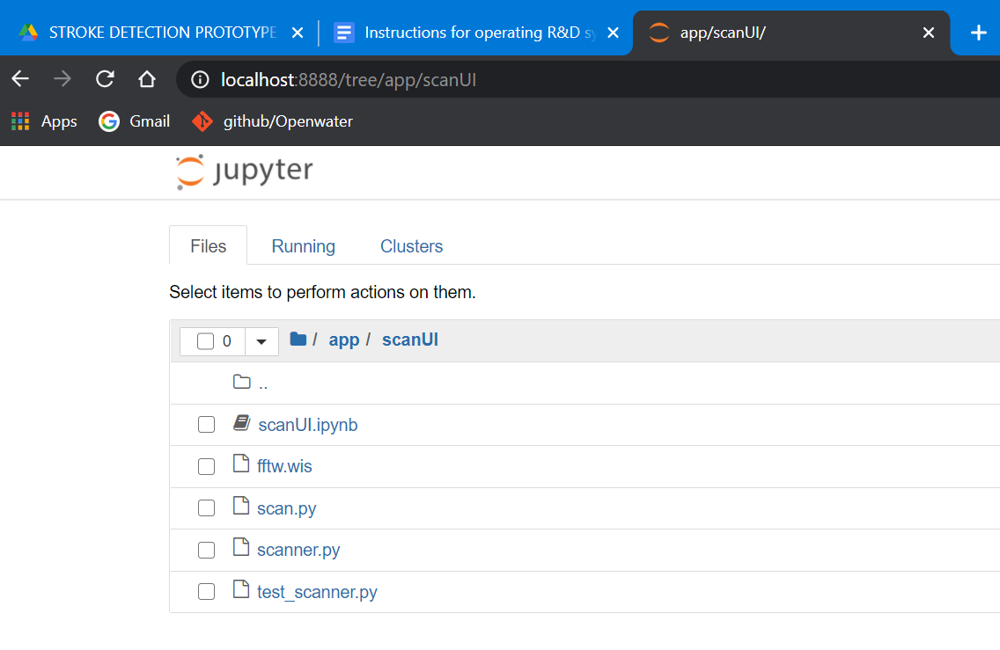 STROKE DETECTION PROTOTYPE Instructions for operating R&D sy app/scanUI/
localhost:8888/tree/app/scanUI
Apps Gmail github/Openwater
jupyter
Files Running Clusters
Select items to perform actions on them.
0 / app / scanUI
..
scanUI.ipynb
fftw.wis
scan.py
scanner.py
test_scanner.py